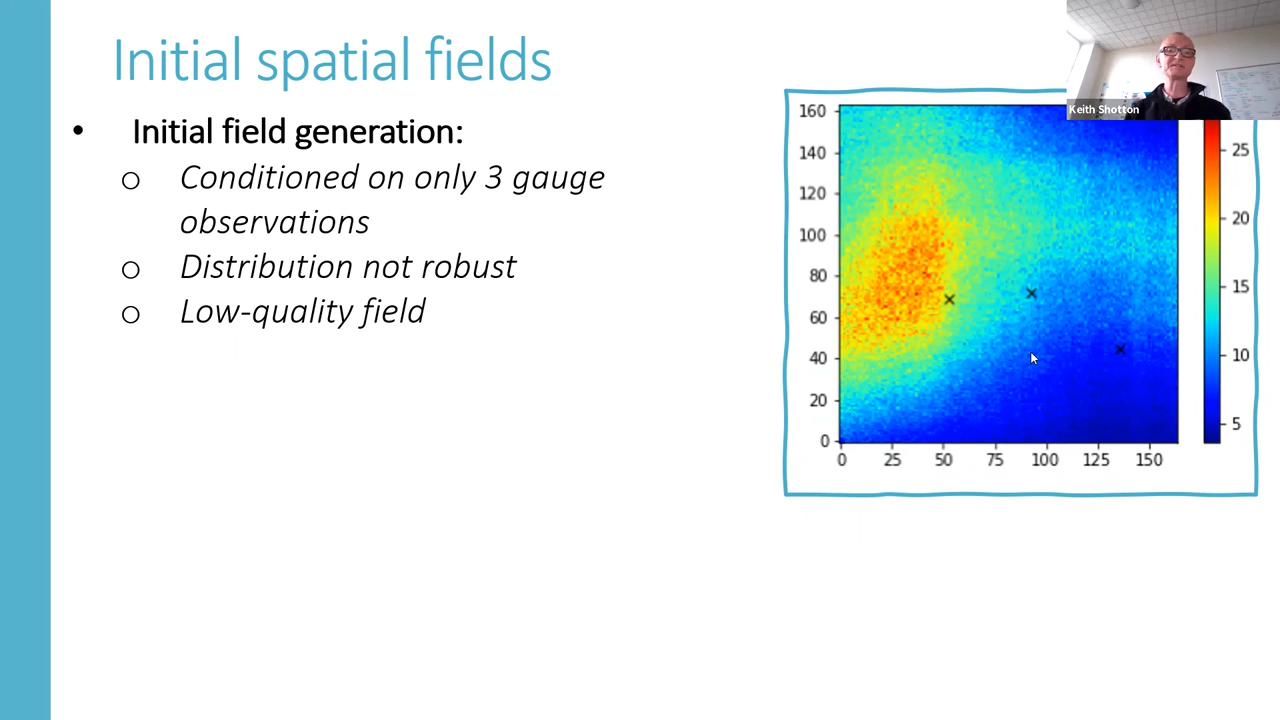 Initial spatial fields
• Initial field generation:
o Conditioned on only 3 gauge
observations
o Distribution not robust
o Low-quality field
Keith Shotton
160
140
120
100
80
60
40
20
0
0 25 50 75 100 125 150
25
20
15
10
5